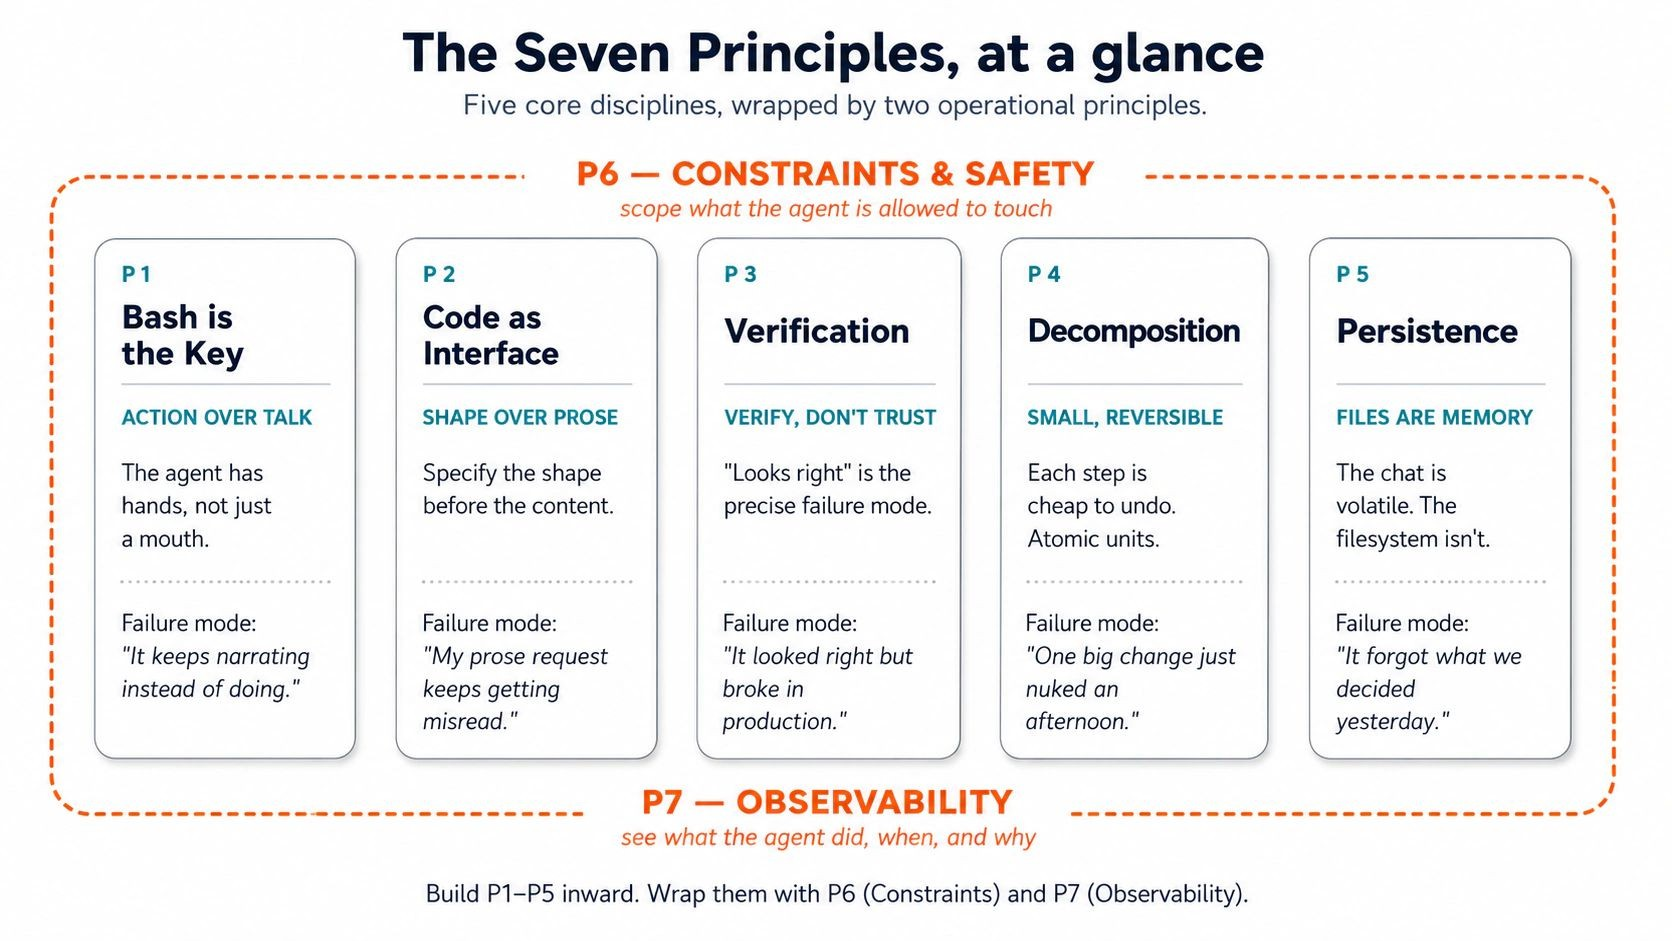 The Seven Principles, at a glance
Five core disciplines, wrapped by two operational principles.
P6 — CONSTRAINTS & SAFETY
scope what the agent is allowed to touch
P 1
Bash is
the Key
ACTION OVER TALK
The agent has
hands, not just
a mouth.
Failure mode:
"It keeps narrating
instead of doing."
P 2
Code as
Interface
SHAPE OVER PROSE
Specify the shape
before the content.
Failure mode:
"My prose request
keeps getting
misread."
P 3
Verification
VERIFY, DON'T TRUST
"Looks right" is the
precise failure mode.
Failure mode:
"It looked right but
broke in
production."
P 4
Decomposition
SMALL, REVERSIBLE
Each step is
cheap to undo.
Atomic units.
Failure mode:
"One big change just
nuked an
afternoon."
P 5
Persistence
FILES ARE MEMORY
The chat is
volatile. The
filesystem isn't.
Failure mode:
"It forgot what we
decided
yesterday."
P7 — OBSERVABILITY
see what the agent did, when, and why
Build P1–P5 inward. Wrap them with P6 (Constraints) and P7 (Observability).